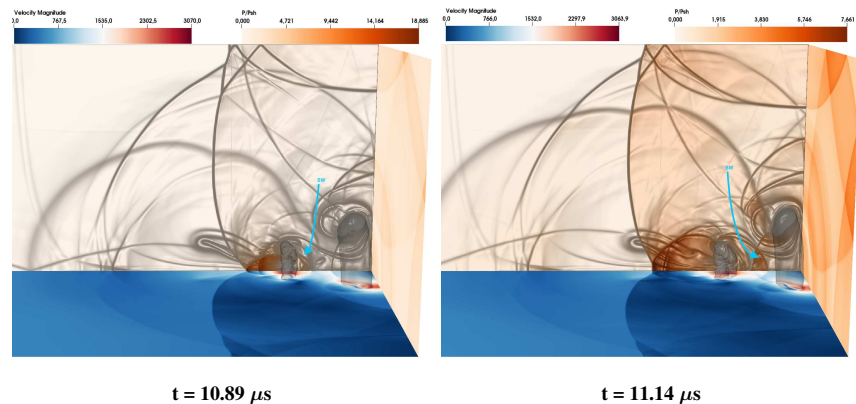 Velocity Magnitude
0,0 767,5 1535,0 2302,5 3070,0
P/Psh
0,000 4,721 9,442 14,164 18,885
Velocity Magnitude
0,0 766,0 1532,0 2297,9 3063,9
P/Psh
0,000 1,915 3,830 5,746 7,661
SW
SW
t = 10.89 μs
t = 11.14 μs